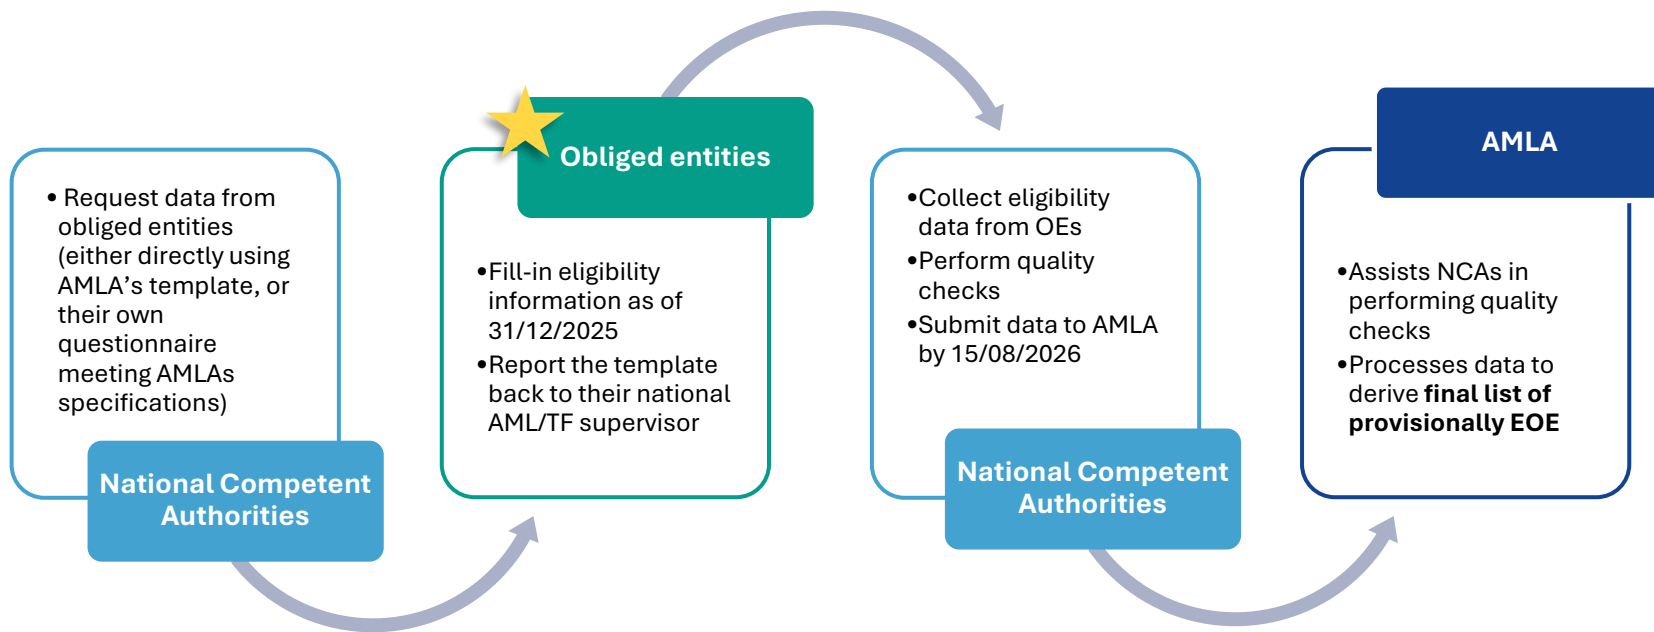 • Request data from
obliged entities
(either directly using
AMLA’s template, or
their own
questionnaire
meeting AMLAs
specifications)
National Competent
Authorities
Obliged entities
•Fill-in eligibility
information as of
31/12/2025
•Report the template
back to their national
AML/TF supervisor
•Collect eligibility
data from OEs
•Perform quality
checks
•Submit data to AMLA
by 15/08/2026
National Competent
Authorities
AMLA
•Assists NCAs in
performing quality
checks
•Processes data to
derive final list of
provisionally EOE